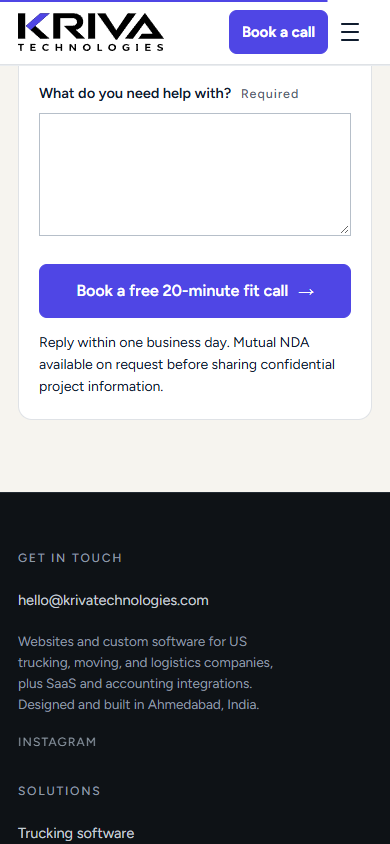 KRIVA
TECHNOLOGIES
Book a call
What do you need help with? Required
Book a free 20-minute fit call →
Reply within one business day. Mutual NDA
available on request before sharing confidential
project information.
GET IN TOUCH
hello@krivatechnologies.com
Websites and custom software for US
trucking, moving, and logistics companies,
plus SaaS and accounting integrations.
Designed and built in Ahmedabad, India.
INSTAGRAM
SOLUTIONS
Trucking software